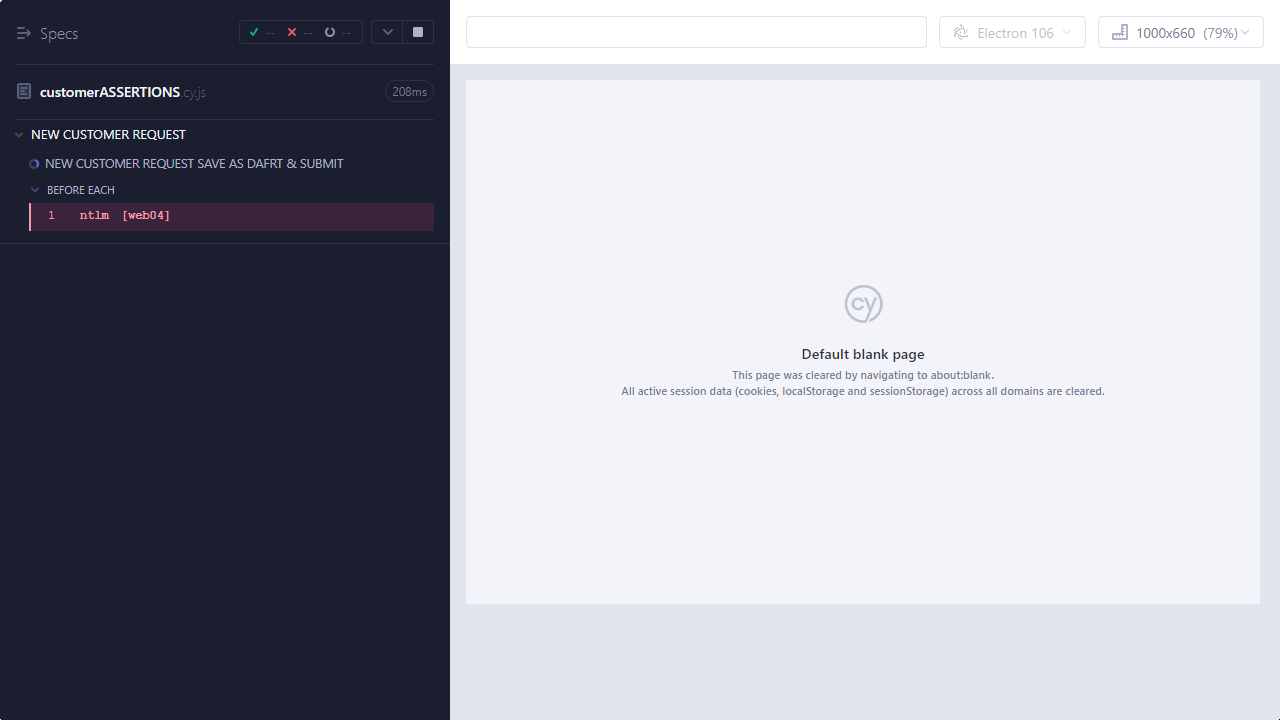 Specs
-- -- --
customerASSERTIONS.cy.js 208ms
NEW CUSTOMER REQUEST
NEW CUSTOMER REQUEST SAVE AS DAFRT & SUBMIT
BEFORE EACH
1 ntlm [web04]
Electron 106
1000x660 (79%)
cy
Default blank page
This page was cleared by navigating to about:blank.
All active session data (cookies, localStorage and sessionStorage) across all domains are cleared.